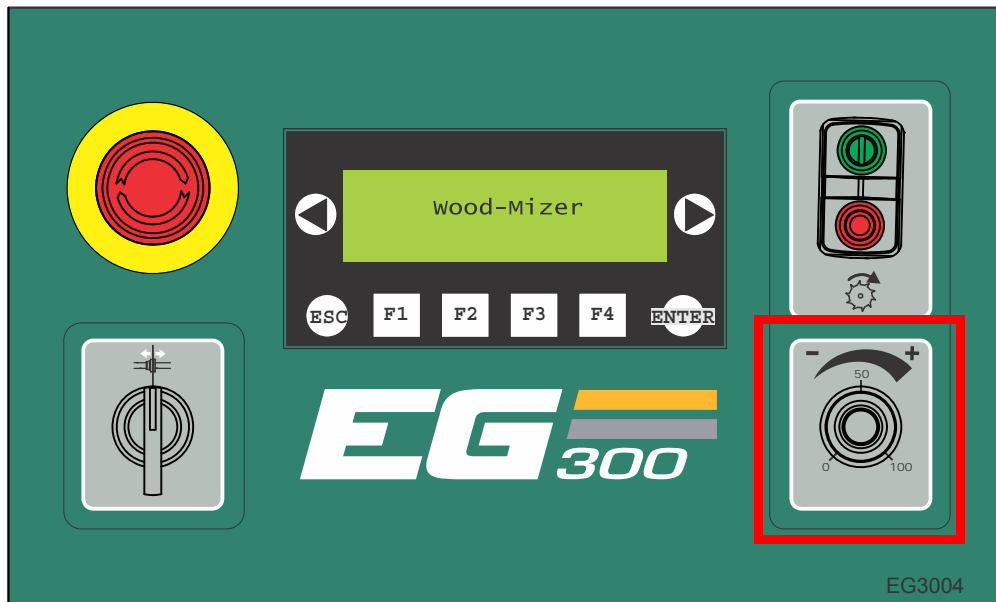 Wood-Mizer
ESC F1 F2 F3 F4 ENTER
- +
50
0 100
EG
300
EG3004